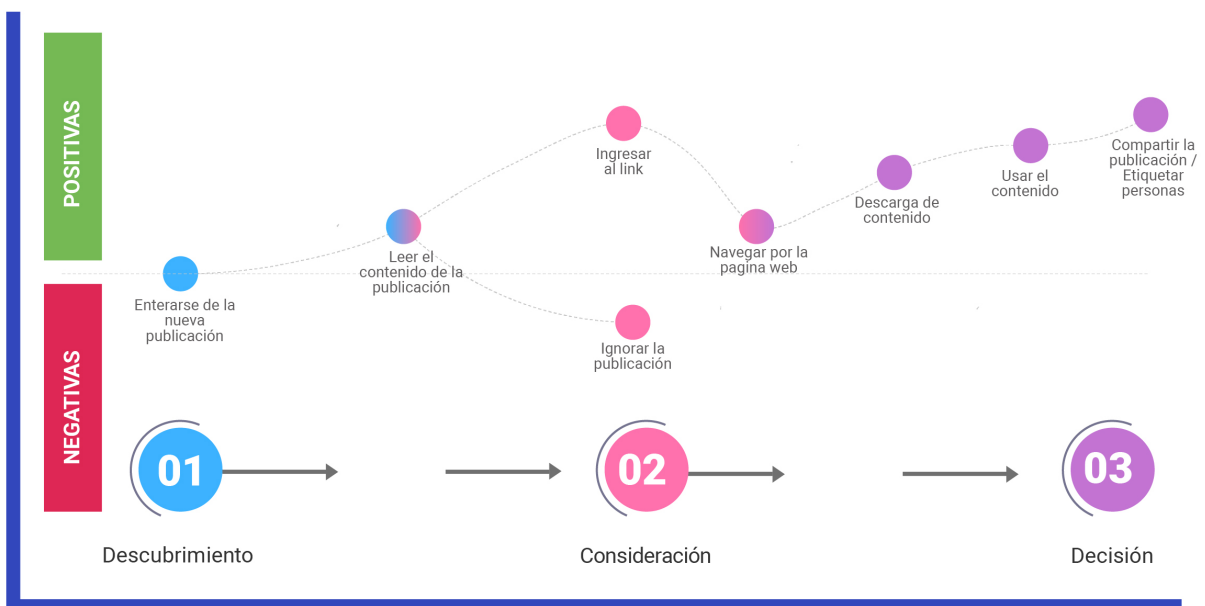 POSITIVAS
NEGATIVAS
Enterarse de la
nueva
publicación
Leer el
contenido de la
publicación
Ingresar
al link
Ignorar la
publicación
Navegar por la
pagina web
Descarga de
contenido
Usar el
contenido
Compartir la
publicación /
Etiquetar
personas
01
02
03
Descubrimiento
Consideración
Decisión